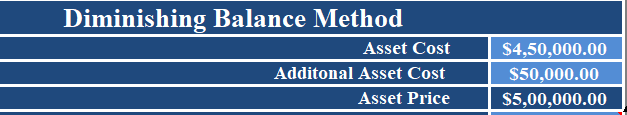 Diminishing Balance Method
Asset Cost $4,50,000.00
Additonal Asset Cost $50,000.00
Asset Price $5,00,000.00